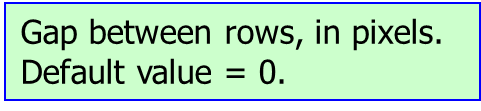 Gap between rows, in pixels.
Default value = 0.